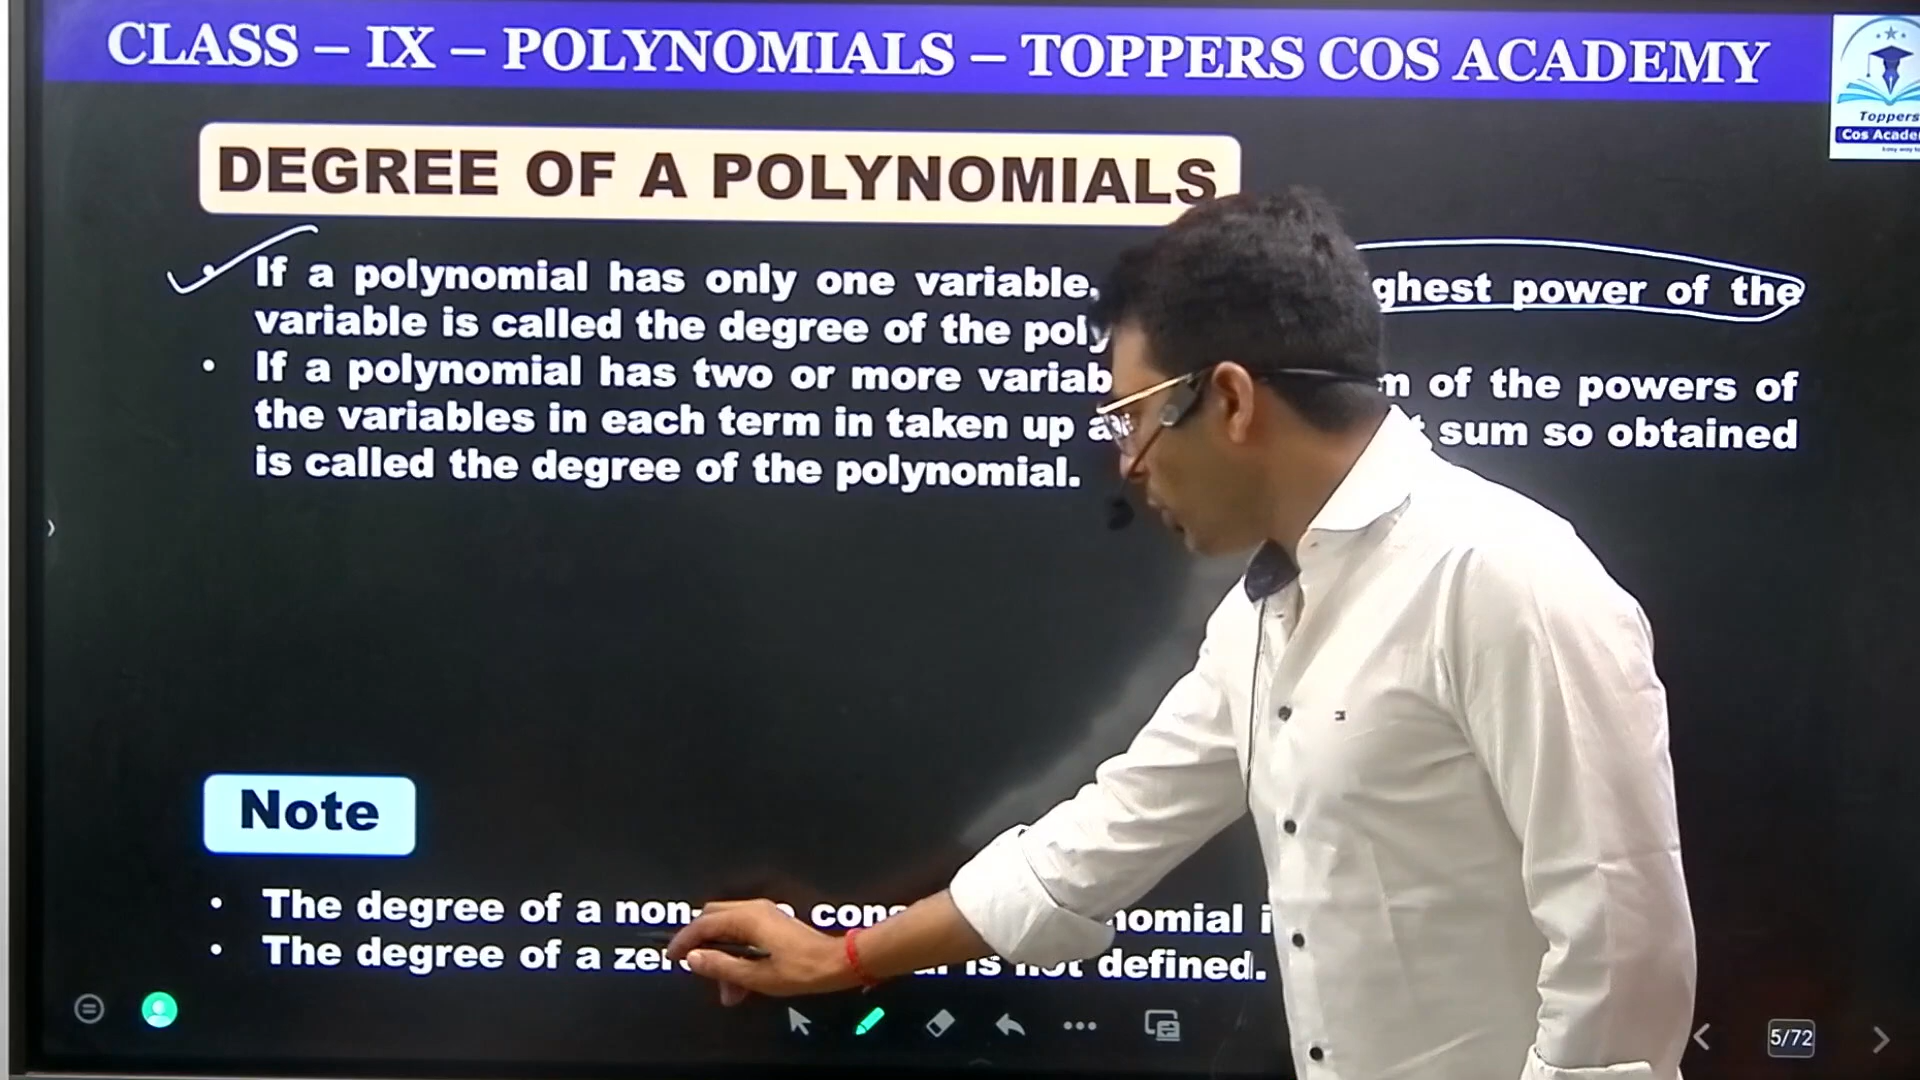 CLASS – IX – POLYNOMIALS – TOPPERS COS ACADEMY
Toppers
Cos Acade
DEGREE OF A POLYNOMIALS
• If a polynomial has only one variable, ghest power of the
variable is called the degree of the poly
• If a polynomial has two or more variab m of the powers of
the variables in each term in taken up a sum so obtained
is called the degree of the polynomial.
Note
• The degree of a non- cons nomial i
• The degree of a zer is not defined.
5/72